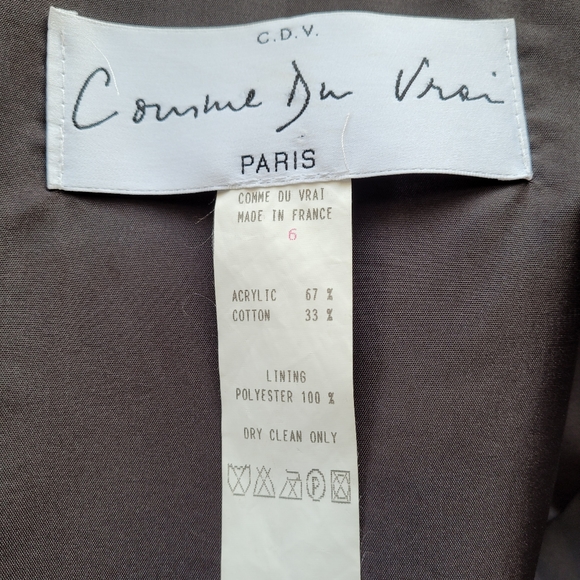 C.D.V.
Comme Du Vrai
PARIS
COMME DU VRAI
MADE IN FRANCE
6
ACRYLIC 67 %
COTTON 33 %
LINING
POLYESTER 100 %
DRY CLEAN ONLY
P